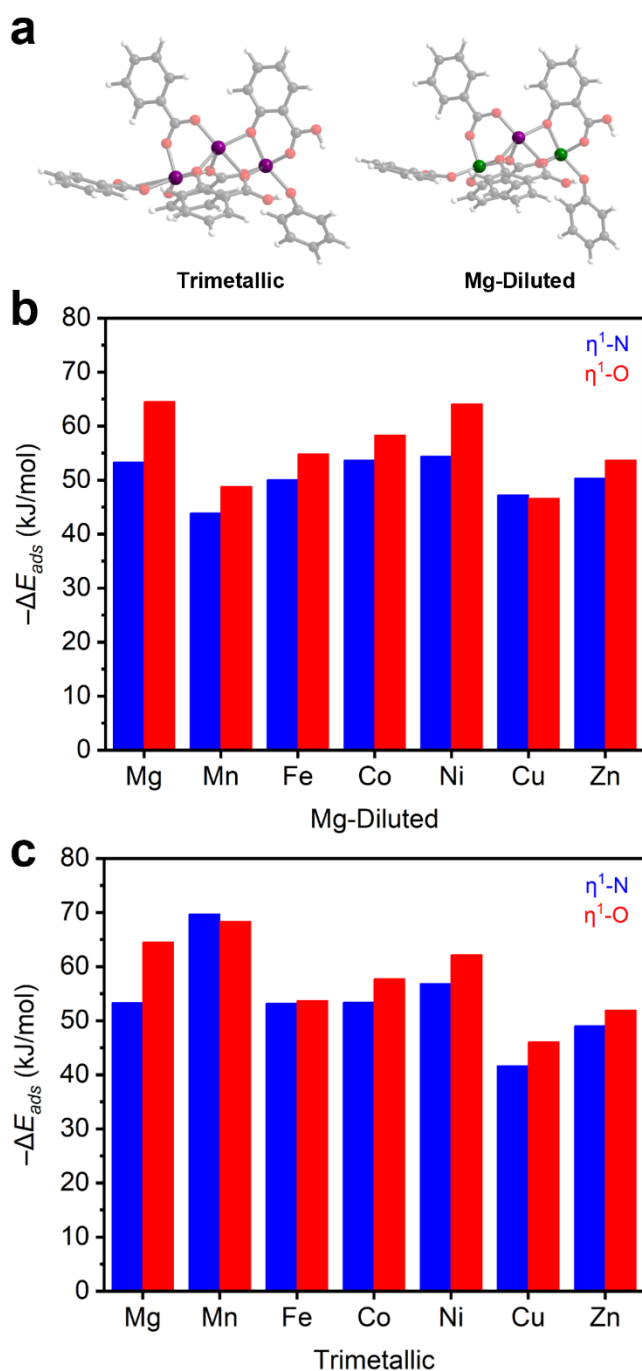 a
Trimetallic Mg-Diluted
b
80
70
60
50
40
30
20
10
0
–ΔE_ads (kJ/mol)
η¹-N
η¹-O
Mg Mn Fe Co Ni Cu Zn
Mg-Diluted
c
80
70
60
50
40
30
20
10
0
–ΔE_ads (kJ/mol)
η¹-N
η¹-O
Mg Mn Fe Co Ni Cu Zn
Trimetallic